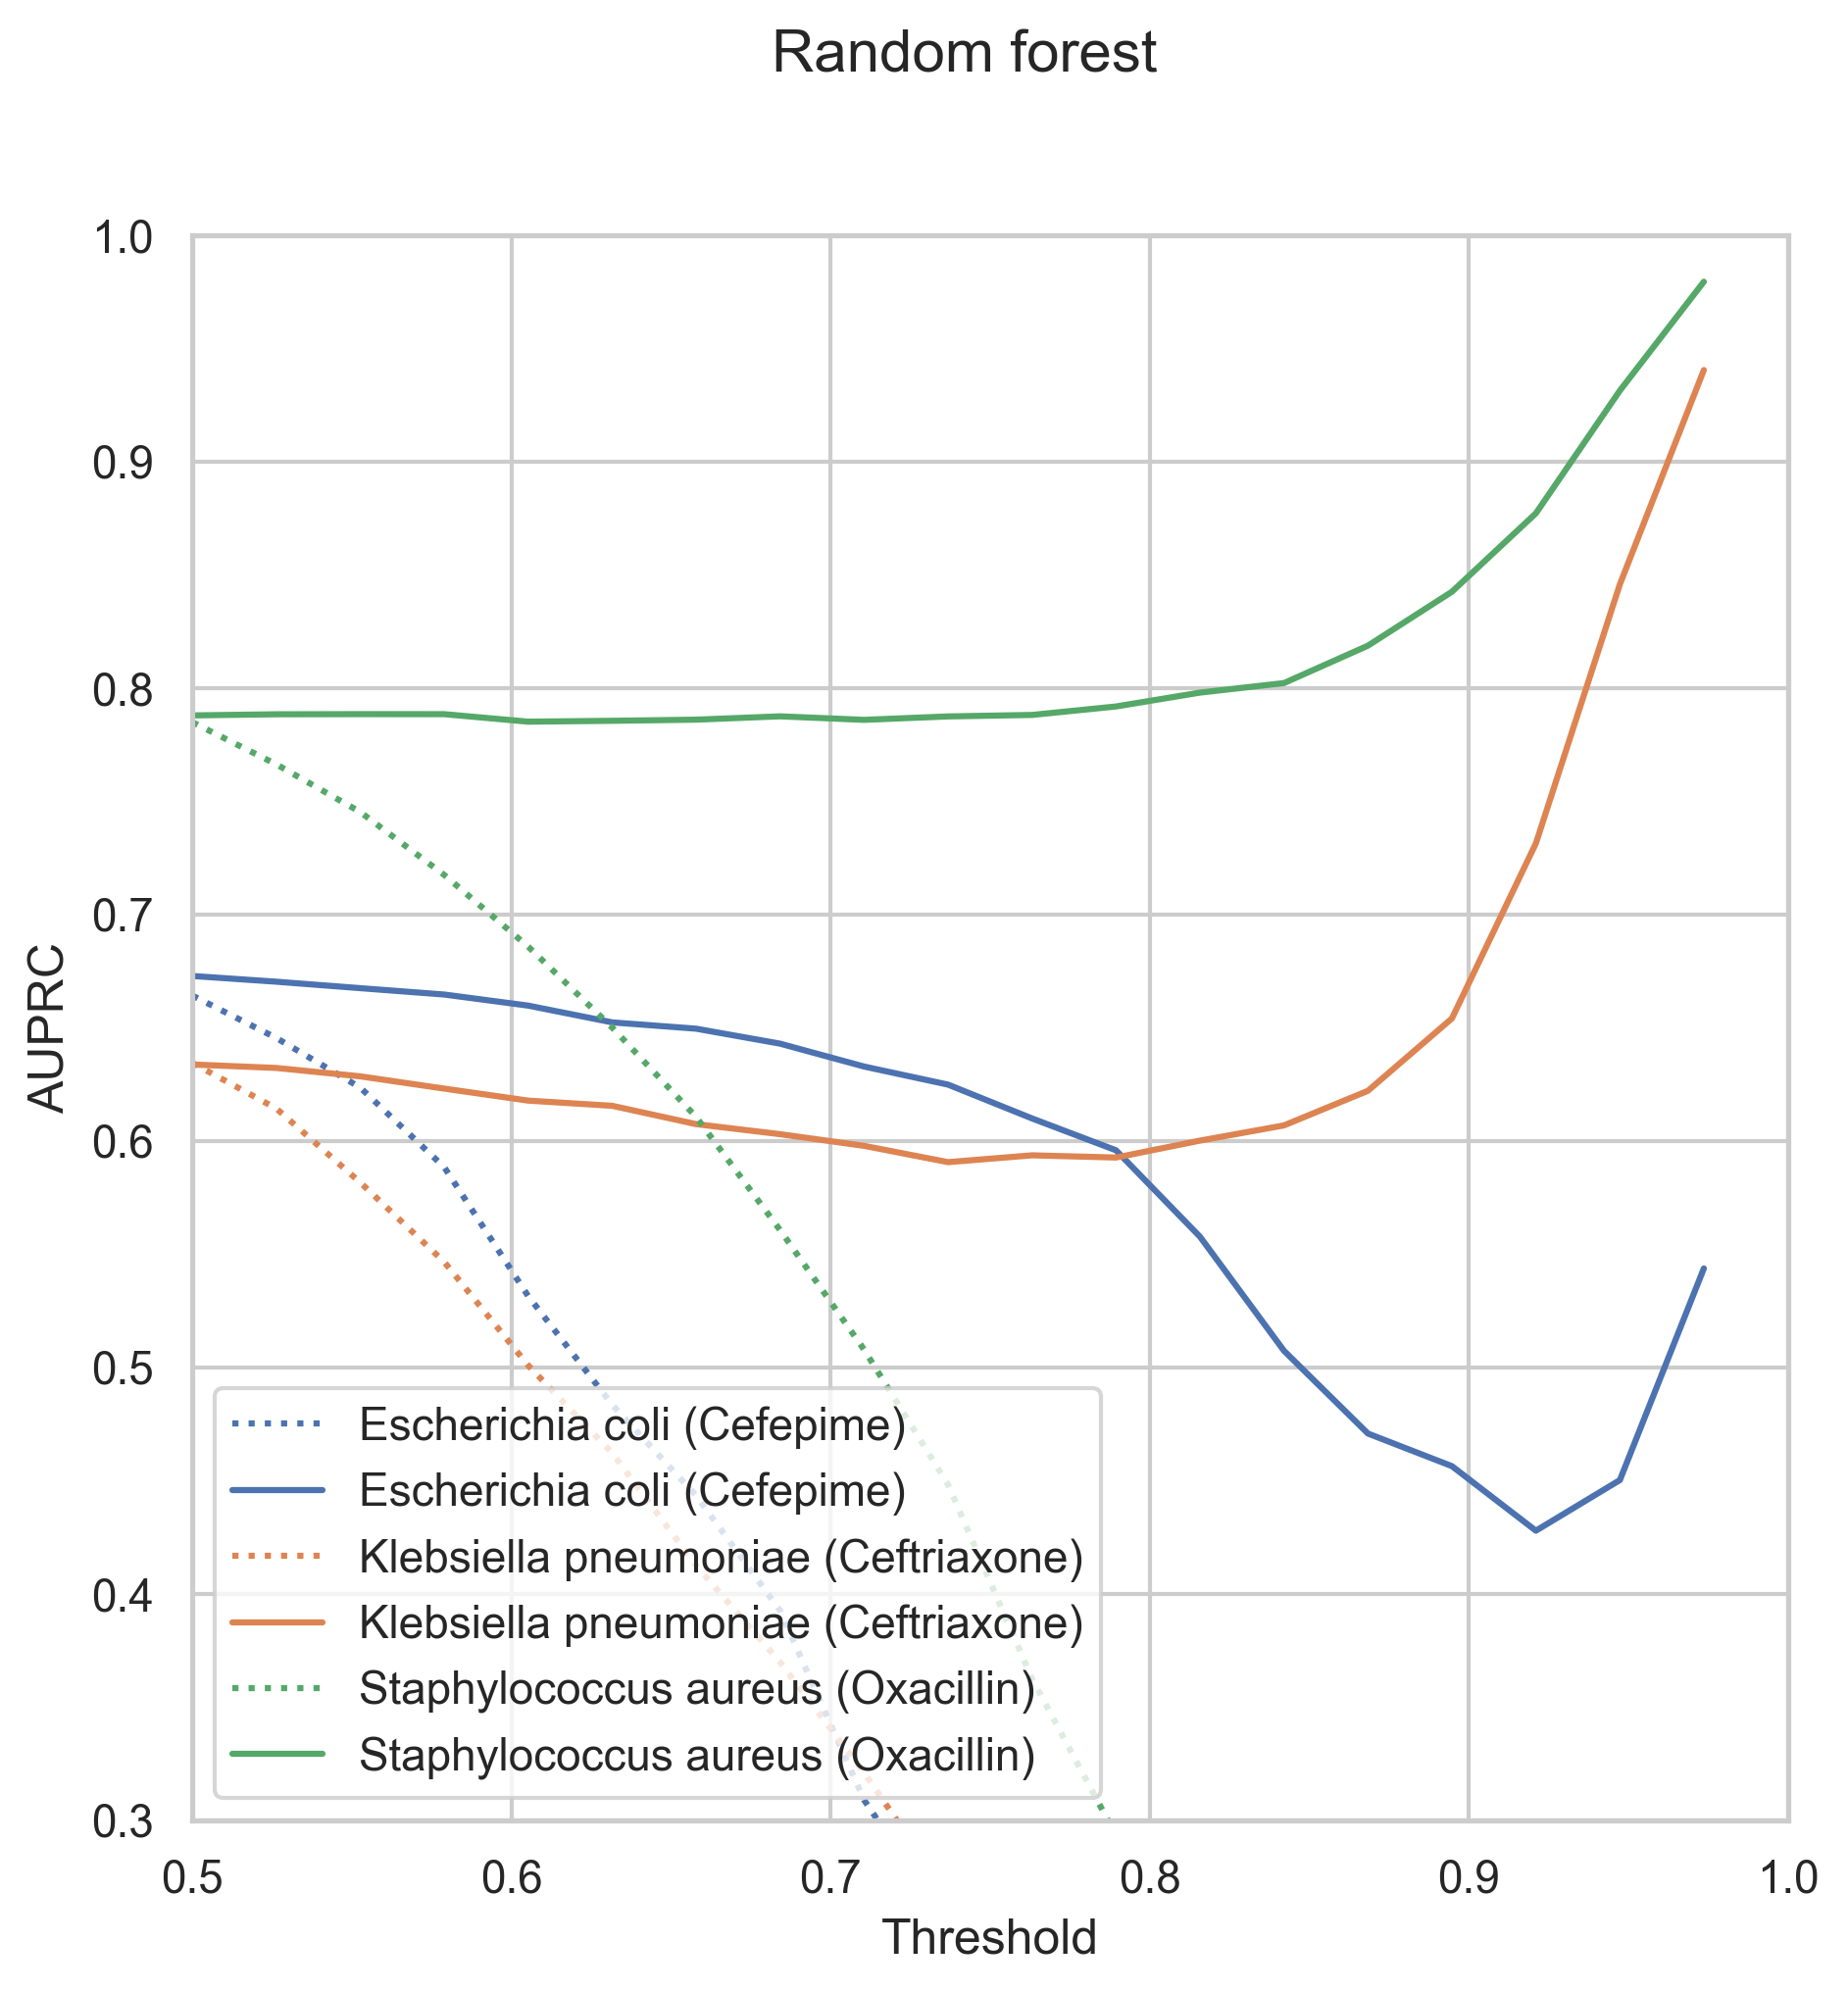 Random forest
1.0
0.9
0.8
0.7
0.6
0.5
0.4
0.3
AUPRC
Escherichia coli (Cefepime)
Escherichia coli (Cefepime)
Klebsiella pneumoniae (Ceftriaxone)
Klebsiella pneumoniae (Ceftriaxone)
Staphylococcus aureus (Oxacillin)
Staphylococcus aureus (Oxacillin)
0.5 0.6 0.7 0.8 0.9 1.0
Threshold